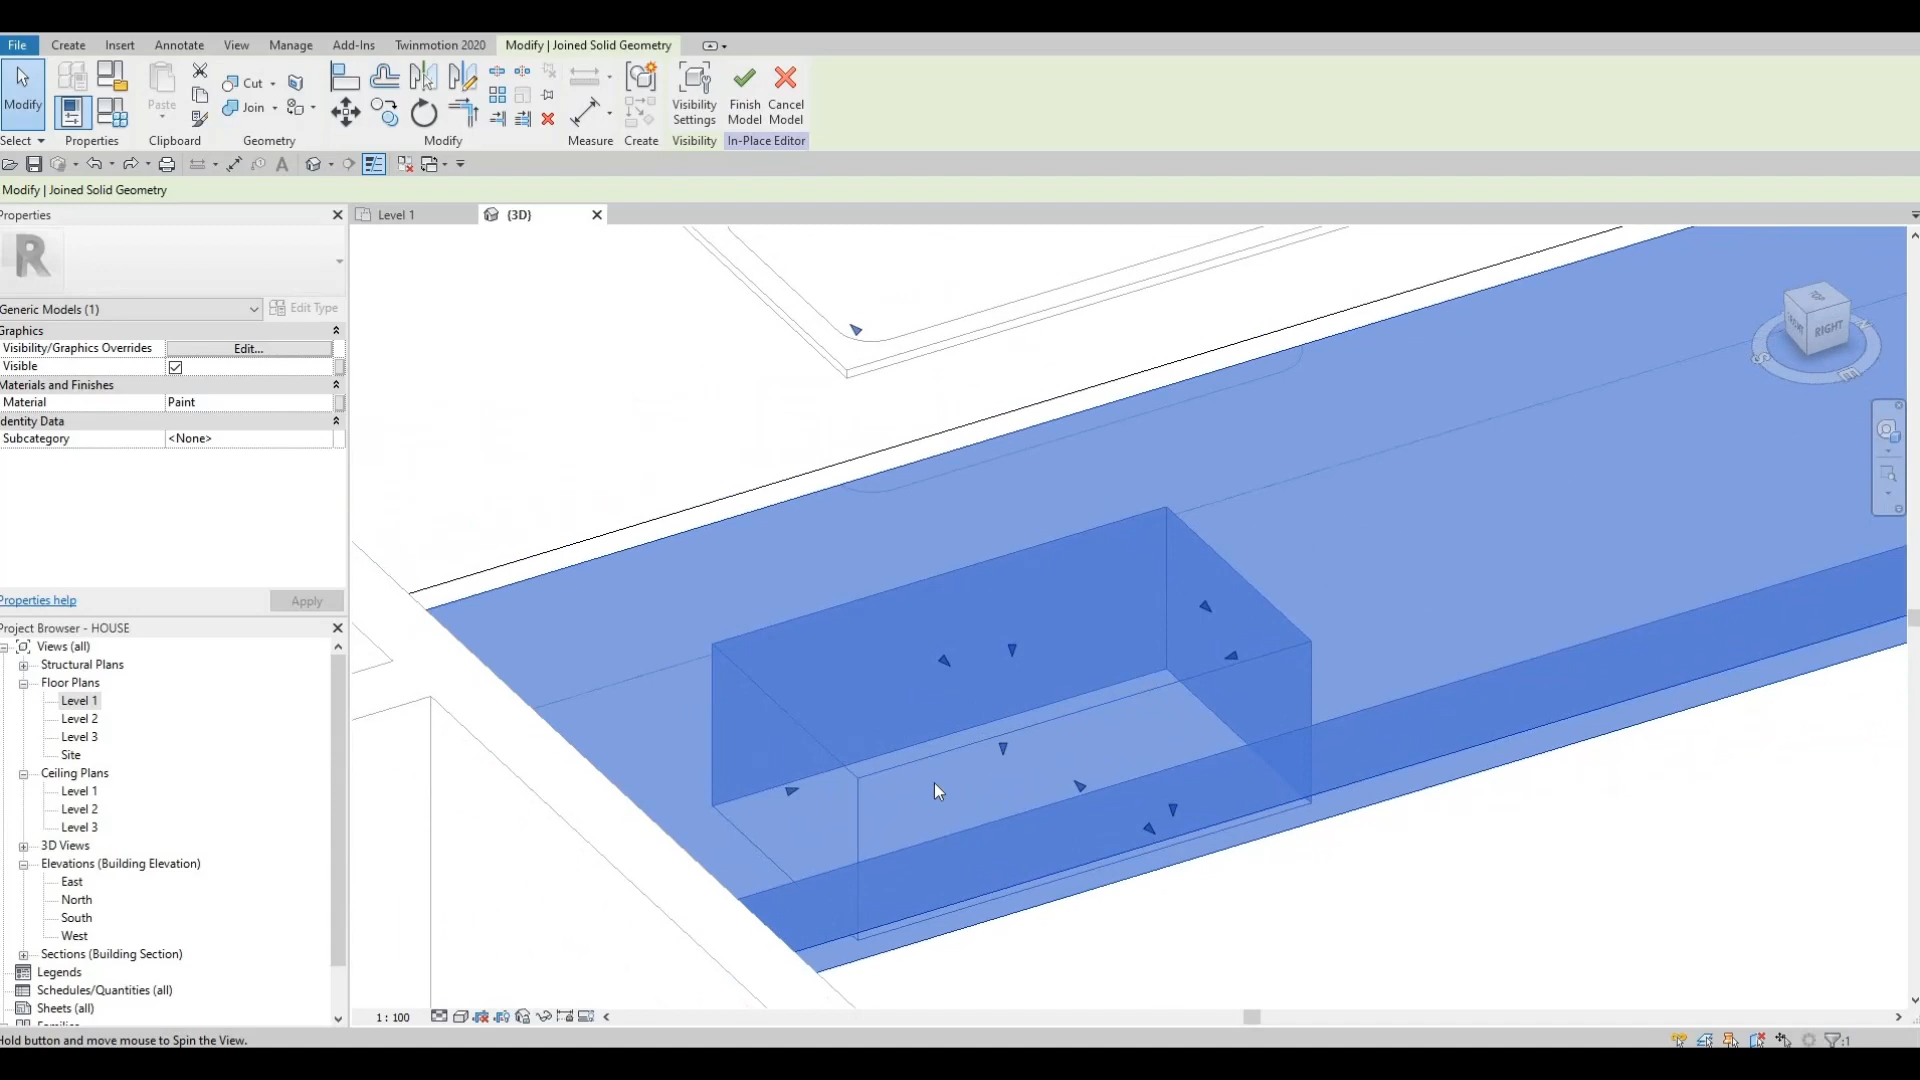 File Create Insert Annotate View Manage Add-Ins Twinmotion 2020 Modify | Joined Solid Geometry
Modify Paste Cut Join Visibility Settings Finish Model Cancel Model
Select Properties Clipboard Geometry Modify Measure Create Visibility In-Place Editor
Modify | Joined Solid Geometry
Properties
Level 1 {3D}
R
Generic Models (1) Edit Type
Graphics
Visibility/Graphics Overrides Edit...
Visible
Materials and Finishes
Material Paint
dentity Data
Subcategory <None>
TOP
FRONT RIGHT
S E
Properties help Apply
Project Browser - HOUSE
Views (all)
Structural Plans
Floor Plans
Level 1
Level 2
Level 3
Site
Ceiling Plans
Level 1
Level 2
Level 3
3D Views
Elevations (Building Elevation)
East
North
South
West
Sections (Building Section)
Legends
Schedules/Quantities (all)
Sheets (all)
1 : 100
Hold button and move mouse to Spin the View.
:1